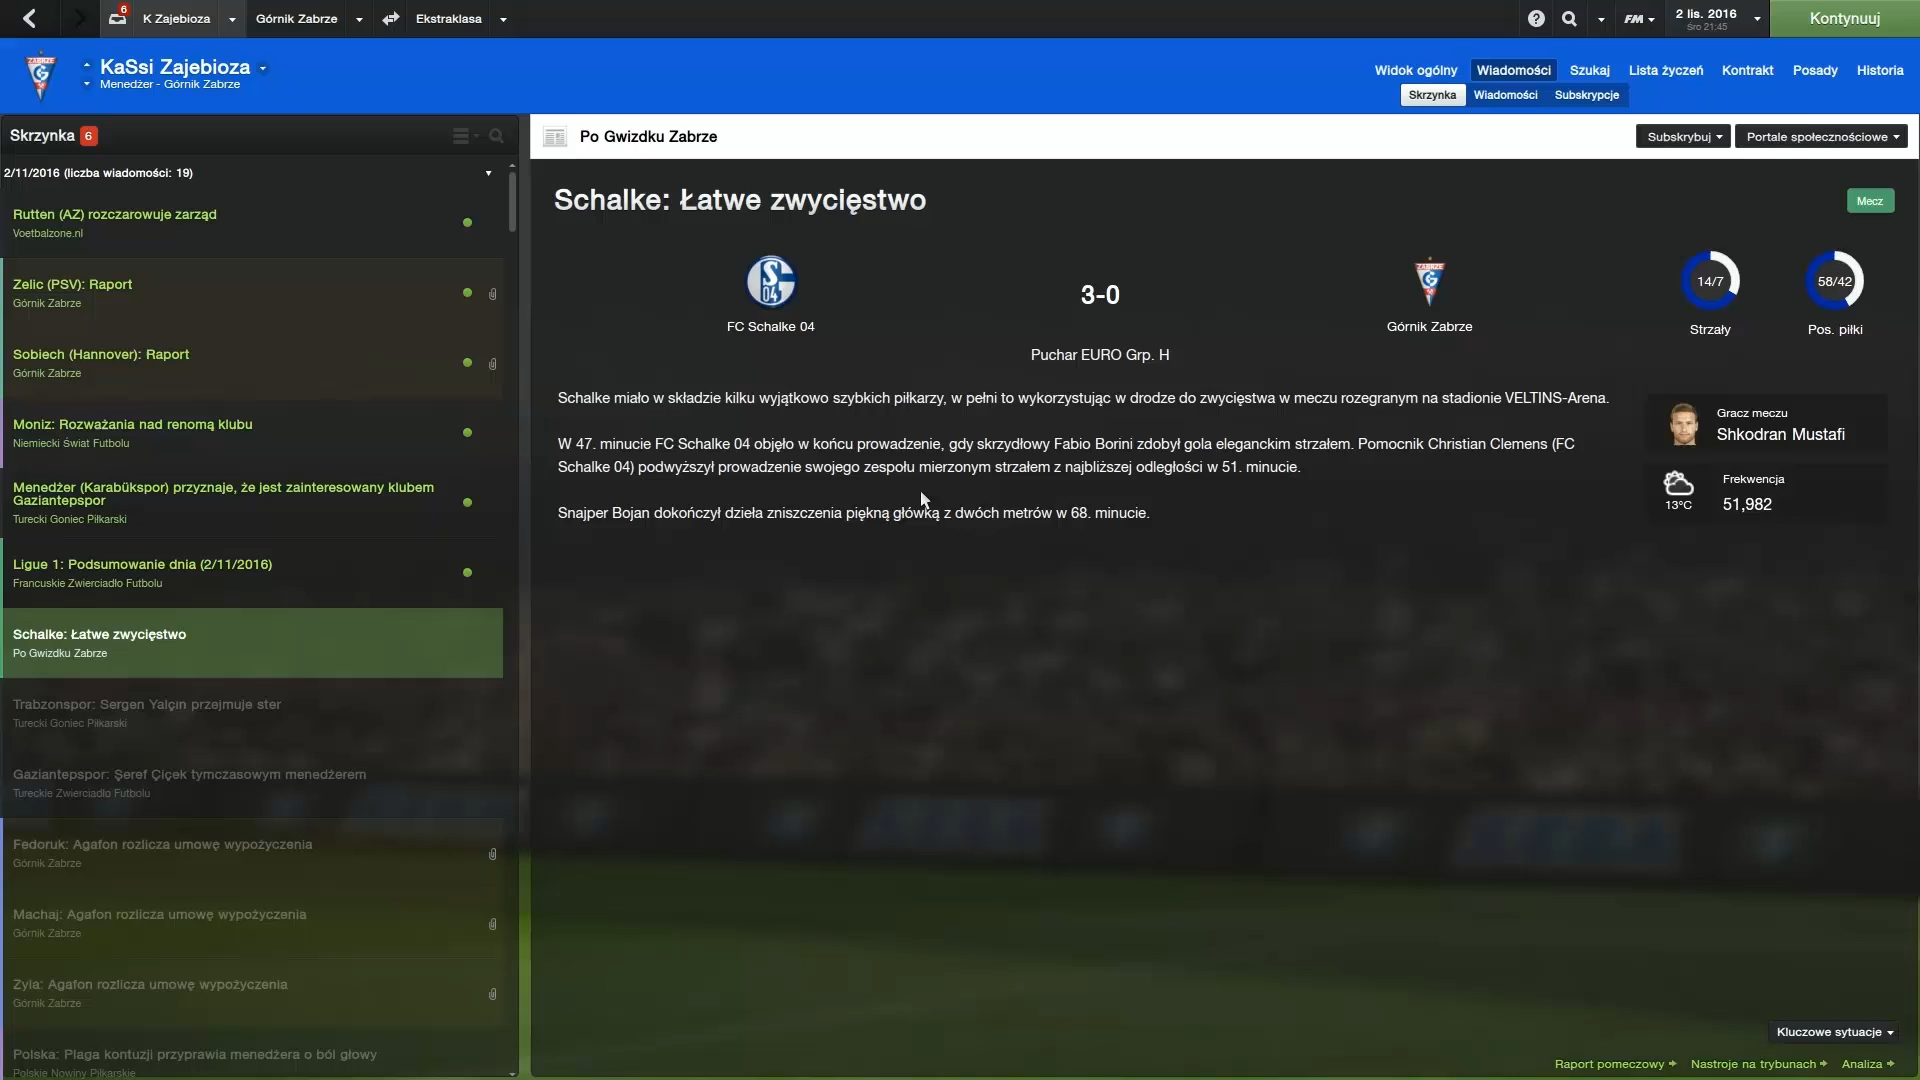 6
K Zajebioza
Górnik Zabrze
Ekstraklasa
FM
2 lis. 2016
Śro 21:45
Kontynuuj
KaSsi Zajebioza
Menedżer - Górnik Zabrze
Widok ogólny
Wiadomości
Szukaj
Lista życzeń
Kontrakt
Posady
Historia
Skrzynka
Wiadomości
Subskrypcje
Skrzynka 6
2/11/2016 (liczba wiadomości: 19)
Rutten (AZ) rozczarowuje zarząd
Voetbalzone.nl
Zelic (PSV): Raport
Górnik Zabrze
Sobiech (Hannover): Raport
Górnik Zabrze
Moniz: Rozważania nad renomą klubu
Niemiecki Świat Futbolu
Menedżer (Karabükspor) przyznaje, że jest zainteresowany klubem
Gaziantepspor
Turecki Goniec Piłkarski
Ligue 1: Podsumowanie dnia (2/11/2016)
Francuskie Zwierciadło Futbolu
Schalke: Łatwe zwycięstwo
Po Gwizdku Zabrze
Trabzonspor: Sergen Yalçın przejmuje ster
Turecki Goniec Piłkarski
Gaziantepspor: Şeref Çiçek tymczasowym menedżerem
Tureckie Zwierciadło Futbolu
Fedoruk: Agafon rozlicza umowę wypożyczenia
Górnik Zabrze
Machaj: Agafon rozlicza umowę wypożyczenia
Górnik Zabrze
Zyla: Agafon rozlicza umowę wypożyczenia
Górnik Zabrze
Polska: Plaga kontuzji przyprawia menedżera o ból głowy
Polskie Nowiny Piłkarskie
Po Gwizdku Zabrze
Subskrybuj
Portale społecznościowe
Schalke: Łatwe zwycięstwo
Mecz
FC Schalke 04
3-0
Górnik Zabrze
Puchar EURO Grp. H
14/7
Strzały
58/42
Pos. piłki
Schalke miało w składzie kilku wyjątkowo szybkich piłkarzy, w pełni to wykorzystując w drodze do zwycięstwa w meczu rozegranym na stadionie VELTINS-Arena.
W 47. minucie FC Schalke 04 objęło w końcu prowadzenie, gdy skrzydłowy Fabio Borini zdobył gola eleganckim strzałem. Pomocnik Christian Clemens (FC
Schalke 04) podwyższył prowadzenie swojego zespołu mierzonym strzałem z najbliższej odległości w 51. minucie.
Snajper Bojan dokończył dzieła zniszczenia piękną główką z dwóch metrów w 68. minucie.
Gracz meczu
Shkodran Mustafi
13°C
Frekwencja
51,982
Kluczowe sytuacje
Raport pomeczowy
Nastroje na trybunach
Analiza